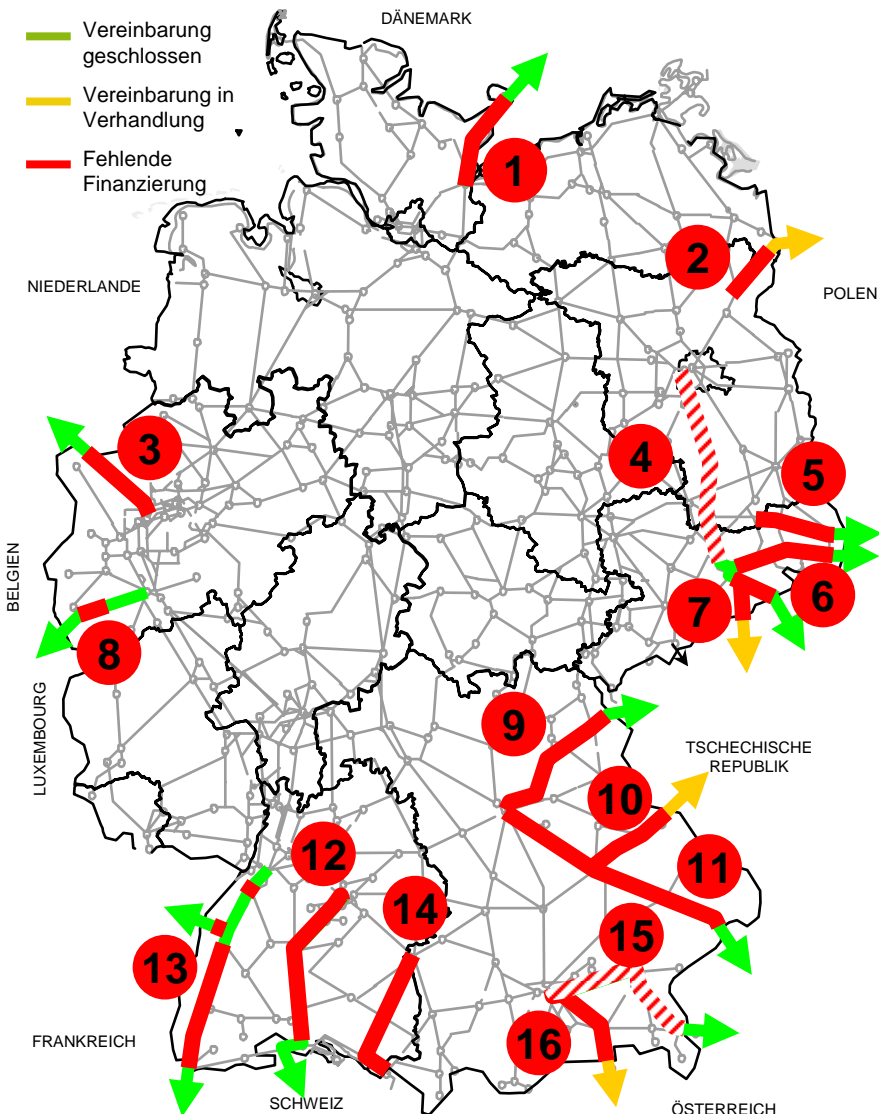 DÄNEMARK
Vereinbarung
geschlossen
Vereinbarung in
Verhandlung
Fehlende
Finanzierung
1
2
NIEDERLANDE
POLEN
3
4
5
BELGIEN
6
7
8
LUXEMBOURG
9
TSCHECHISCHE
REPUBLIK
10
11
12
14
15
13
16
FRANKREICH
SCHWEIZ
ÖSTERREICH